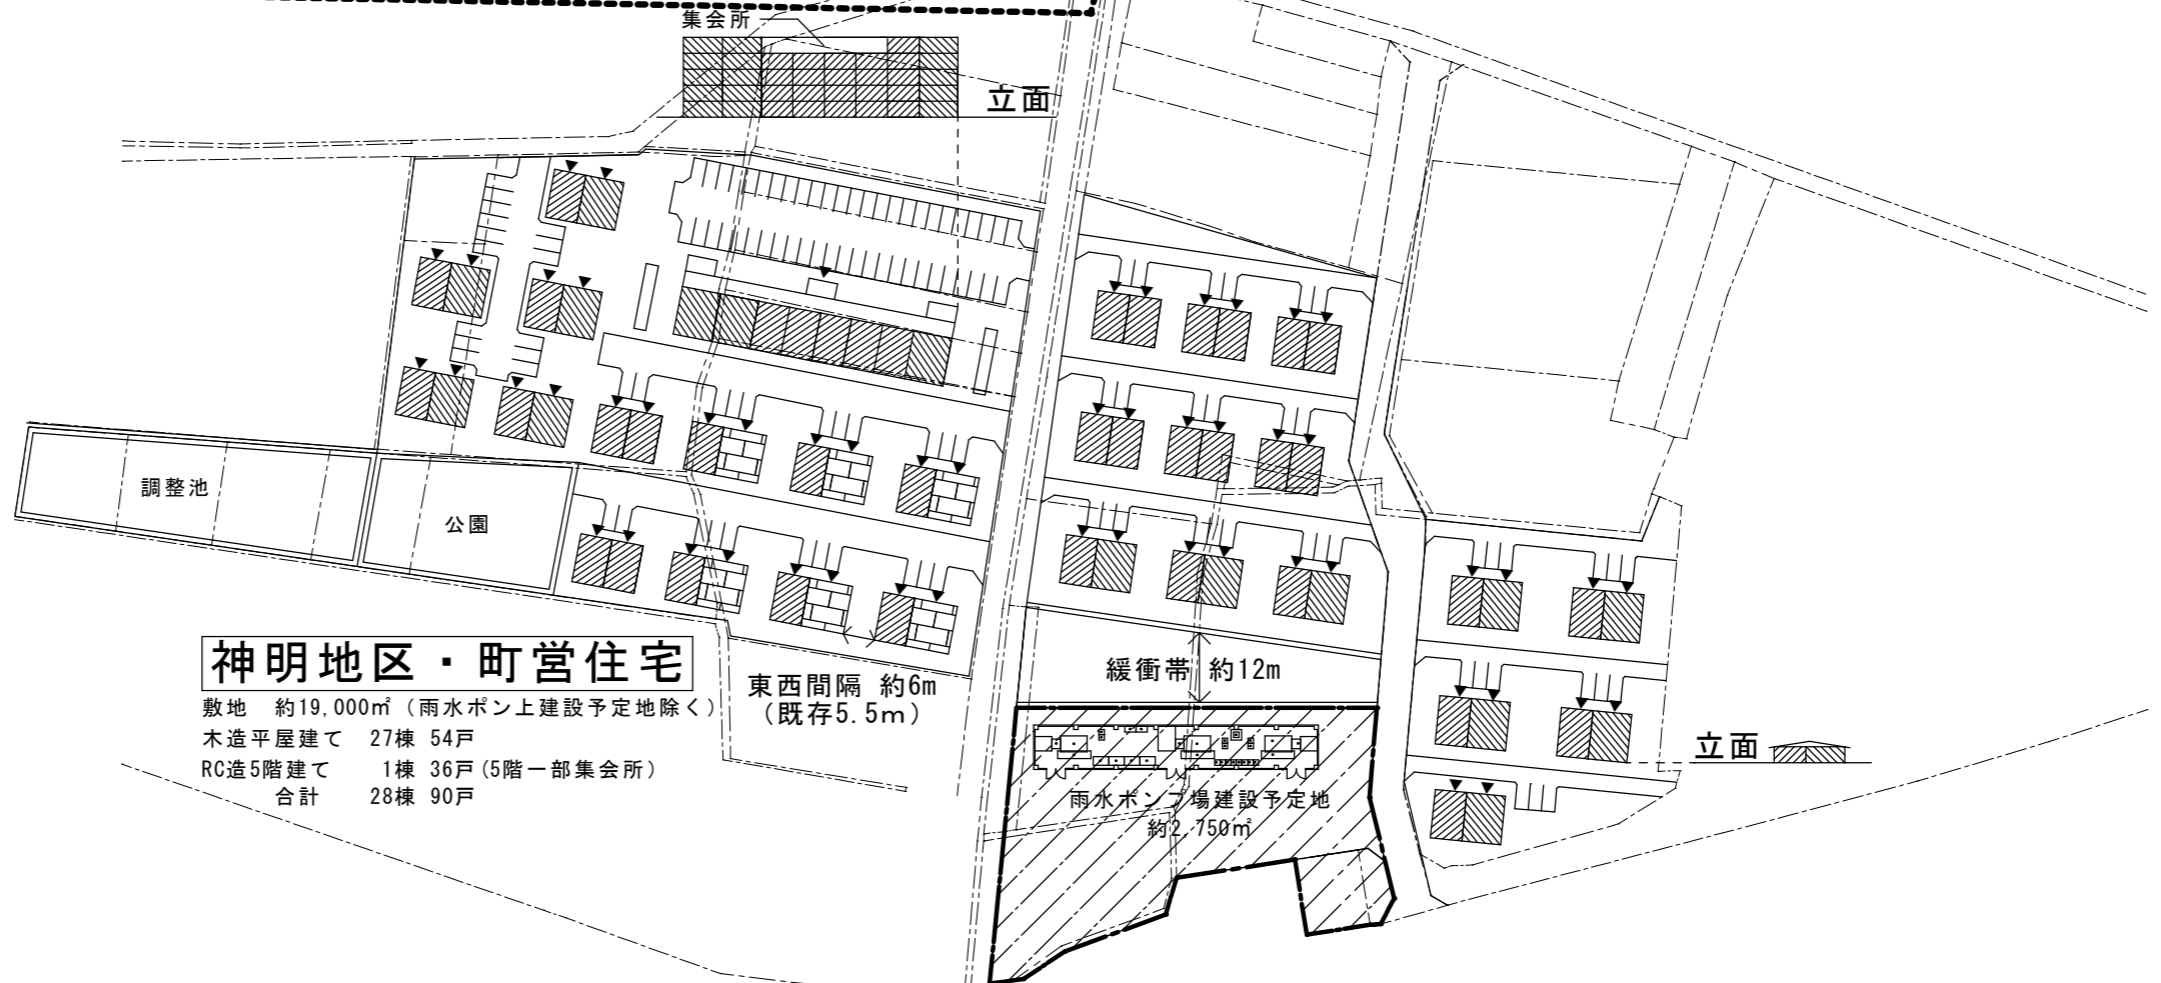 集会所
立面
調整池
公園
神明地区・町営住宅
敷地 約19,000㎡（雨水ポン上建設予定地除く）
木造平屋建て 27棟 54戸
RC造5階建て 1棟 36戸(5階一部集会所)
合計 28棟 90戸
東西間隔 約6m
（既存5.5m）
緩衝帯 約12m
雨水ポンプ場建設予定地
約2,750㎡
立面